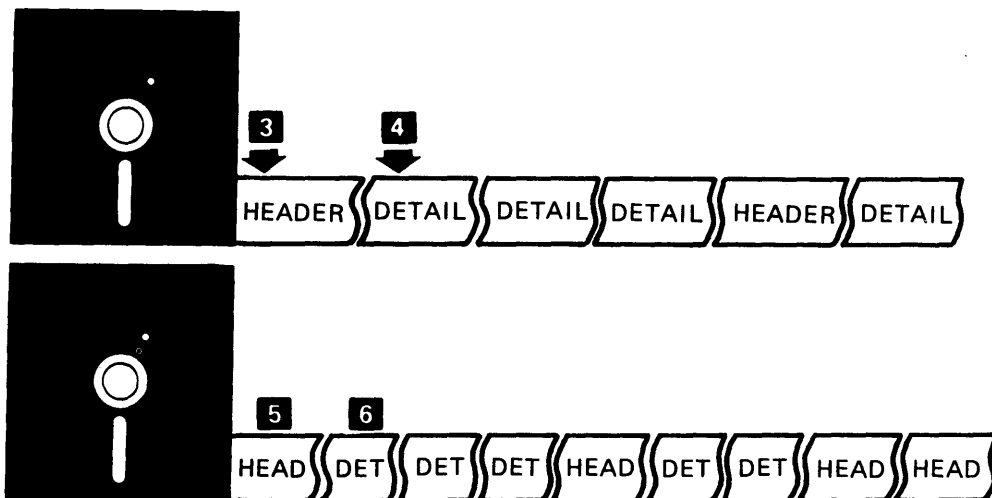 3 4
HEADER DETAIL DETAIL DETAIL HEADER DETAIL
5 6
HEAD DET DET DET HEAD DET DET HEAD HEAD